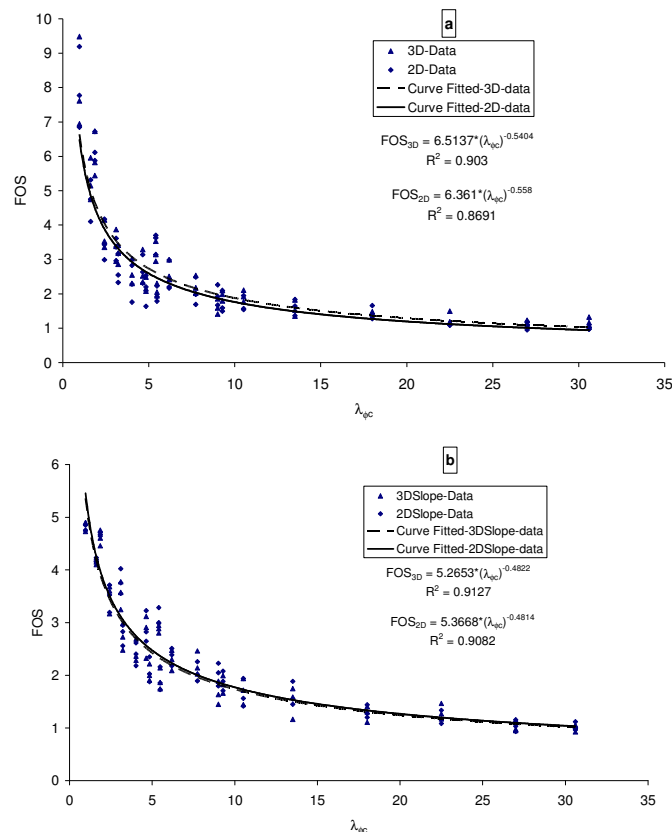 a
10
9
8
7
6
5
4
3
2
1
0
FOS
3D-Data
2D-Data
Curve Fitted-3D-data
Curve Fitted-2D-data
FOS3D = 6.5137*(λϕc)-0.5404
R2 = 0.903
FOS2D = 6.361*(λϕc)-0.558
R2 = 0.8691
0 5 10 15 20 25 30 35
λϕc
b
6
5
4
3
2
1
0
FOS
3DSlope-Data
2DSlope-Data
Curve Fitted-3DSlope-data
Curve Fitted-2DSlope-data
FOS3D = 5.2653*(λϕc)-0.4822
R2 = 0.9127
FOS2D = 5.3668*(λϕc)-0.4814
R2 = 0.9082
0 5 10 15 20 25 30 35
λϕc